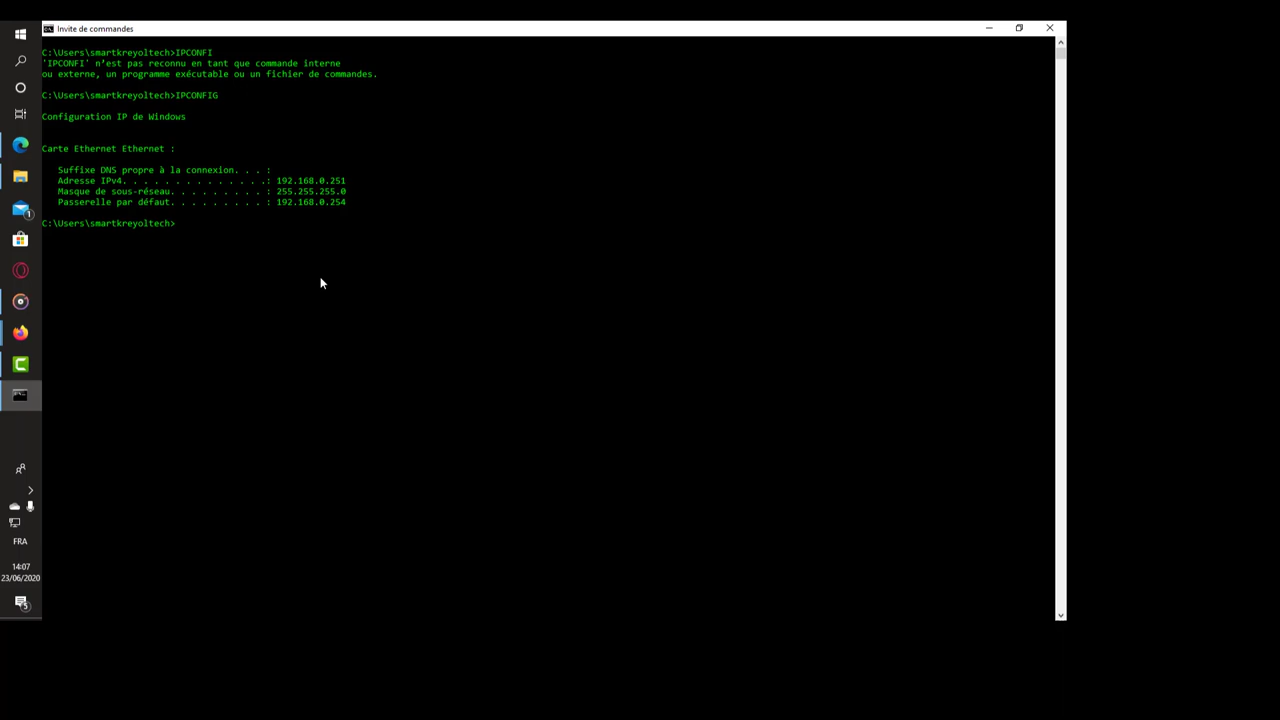 Invite de commandes
C:\Users\smartkreyoltech>IPCONFI
'IPCONFI' n’est pas reconnu en tant que commande interne
ou externe, un programme exécutable ou un fichier de commandes.
C:\Users\smartkreyoltech>IPCONFIG
Configuration IP de Windows
Carte Ethernet Ethernet :
Suffixe DNS propre à la connexion. . . :
Adresse IPv4. . . . . . . . . . . . . .: 192.168.0.251
Masque de sous-réseau. . . . . . . . . : 255.255.255.0
Passerelle par défaut. . . . . . . . . : 192.168.0.254
C:\Users\smartkreyoltech>
1
FRA
14:07
23/06/2020
5